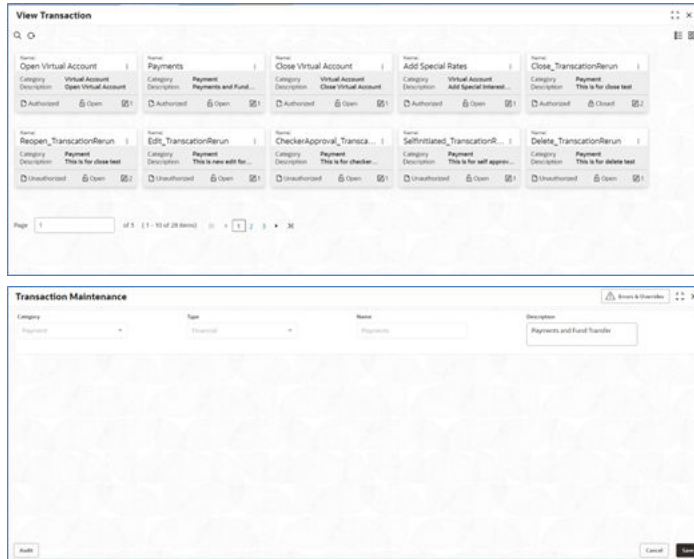 View Transaction
Name:
Open Virtual Account
Category Virtual Account
Description Open Virtual Account
Authorized Open 1
Name:
Payments
Category Payment
Description Payments and Fund...
Authorized Open 1
Name:
Close Virtual Account
Category Virtual Account
Description Close Virtual Account
Authorized Open 1
Name:
Add Special Rates
Category Virtual Account
Description Add Special Interest...
Authorized Open 1
Name:
Close_TranscationRerun
Category Payment
Description This is for close test
Authorized Closed 2
Name:
Reopen_TranscationRerun
Category Payment
Description This is for close test
Unauthorized Open 2
Name:
Edit_TranscationRerun
Category Payment
Description This is new edit for...
Unauthorized Open 1
Name:
CheckerApproval_Transca...
Category Payment
Description This is for checker...
Unauthorized Open 1
Name:
Selfinitiated_TranscationR...
Category Payment
Description This is for self approv...
Unauthorized Open 1
Name:
Delete_TranscationRerun
Category Payment
Description This is for delete test
Unauthorized Open 1
Page 1 of 3 (1 - 10 of 28 items) 1 2 3
Transaction Maintenance
Errors & Overrides
Category
Payment
Type
Financial
Name
Payments
Description
Payments and Fund Transfer
Audit
Cancel
Save